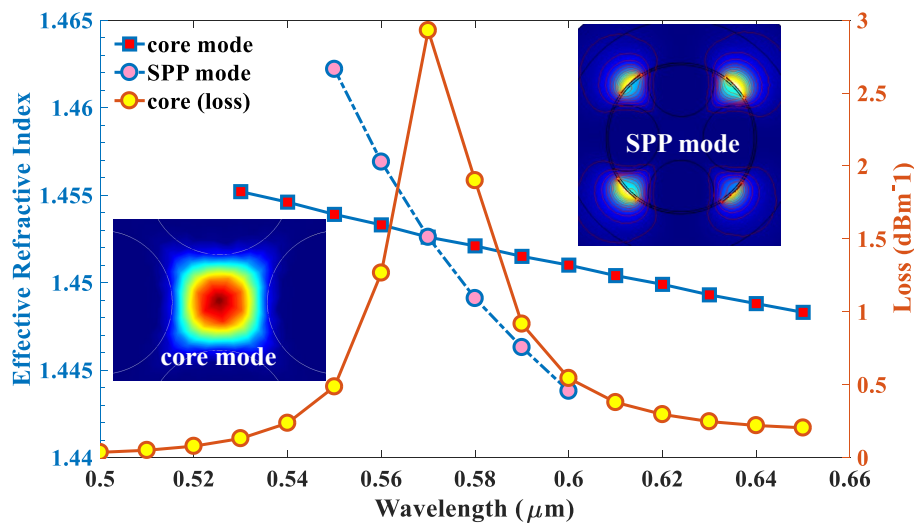 1.465
1.46
1.455
1.45
1.445
1.44
Effective Refractive Index
core mode
SPP mode
core (loss)
core mode
SPP mode
3
2.5
2
1.5
1
0.5
0
Loss (dBm-1)
0.5
0.52
0.54
0.56
0.58
0.6
0.62
0.64
0.66
Wavelength (μm)